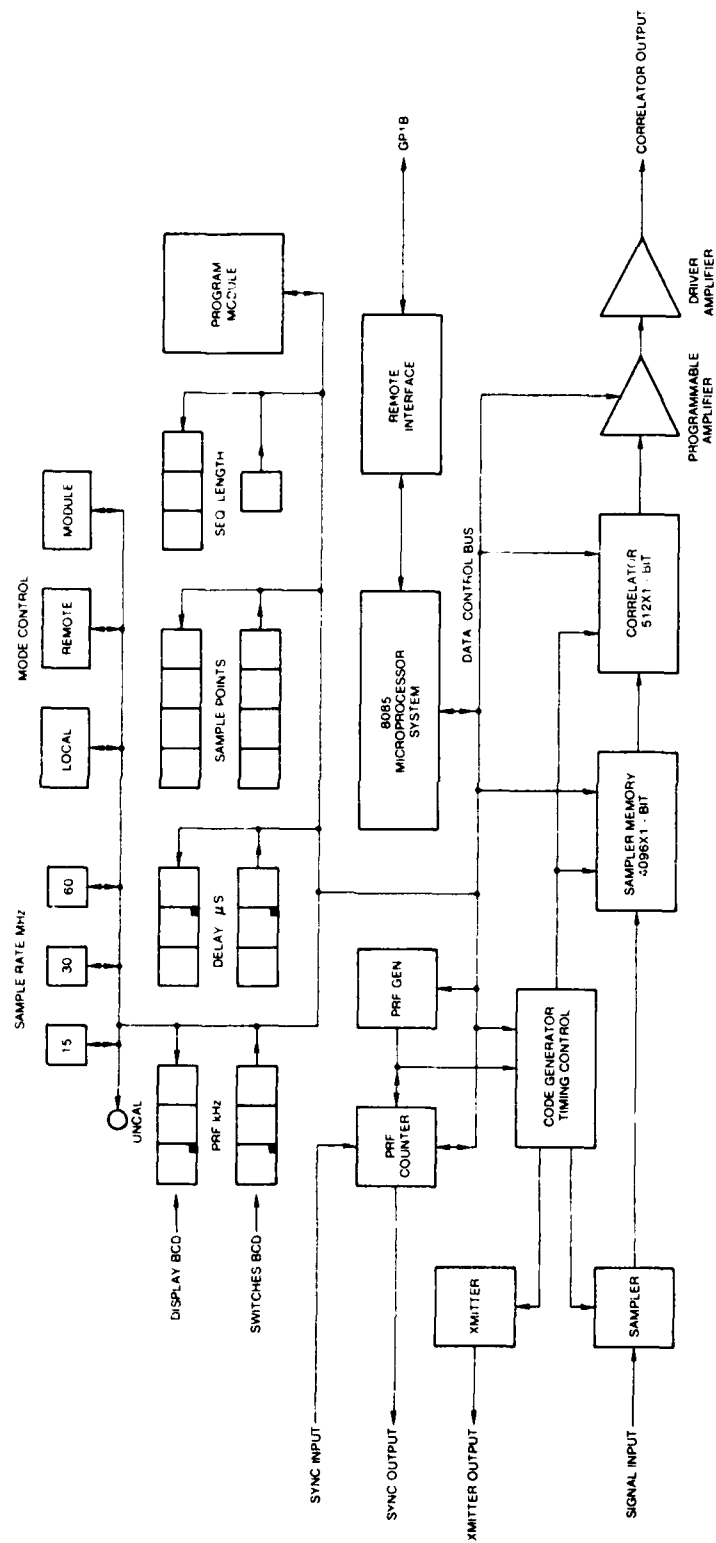 SAMPLE RATE MHz
MODE CONTROL
15
30
60
LOCAL
REMOTE
MODULE
UNCAL
DISPLAY BCD
SWITCHES BCD
PRF kHz
DELAY µS
SAMPLE POINTS
SEQ LENGTH
PROGRAM
MODULE
SYNC INPUT
SYNC OUTPUT
PRF
COUNTER
PRF GEN
8085
MICROPROCESSOR
SYSTEM
REMOTE
INTERFACE
GP1B
DATA CONTROL BUS
XMITTER OUTPUT
XMITTER
CODE GENERATOR
TIMING CONTROL
SIGNAL INPUT
SAMPLER
SAMPLER MEMORY
4096X1 - BIT
CORRELATOR
512X1 - BIT
PROGRAMMABLE
AMPLIFIER
DRIVER
AMPLIFIER
CORRELATOR OUTPUT